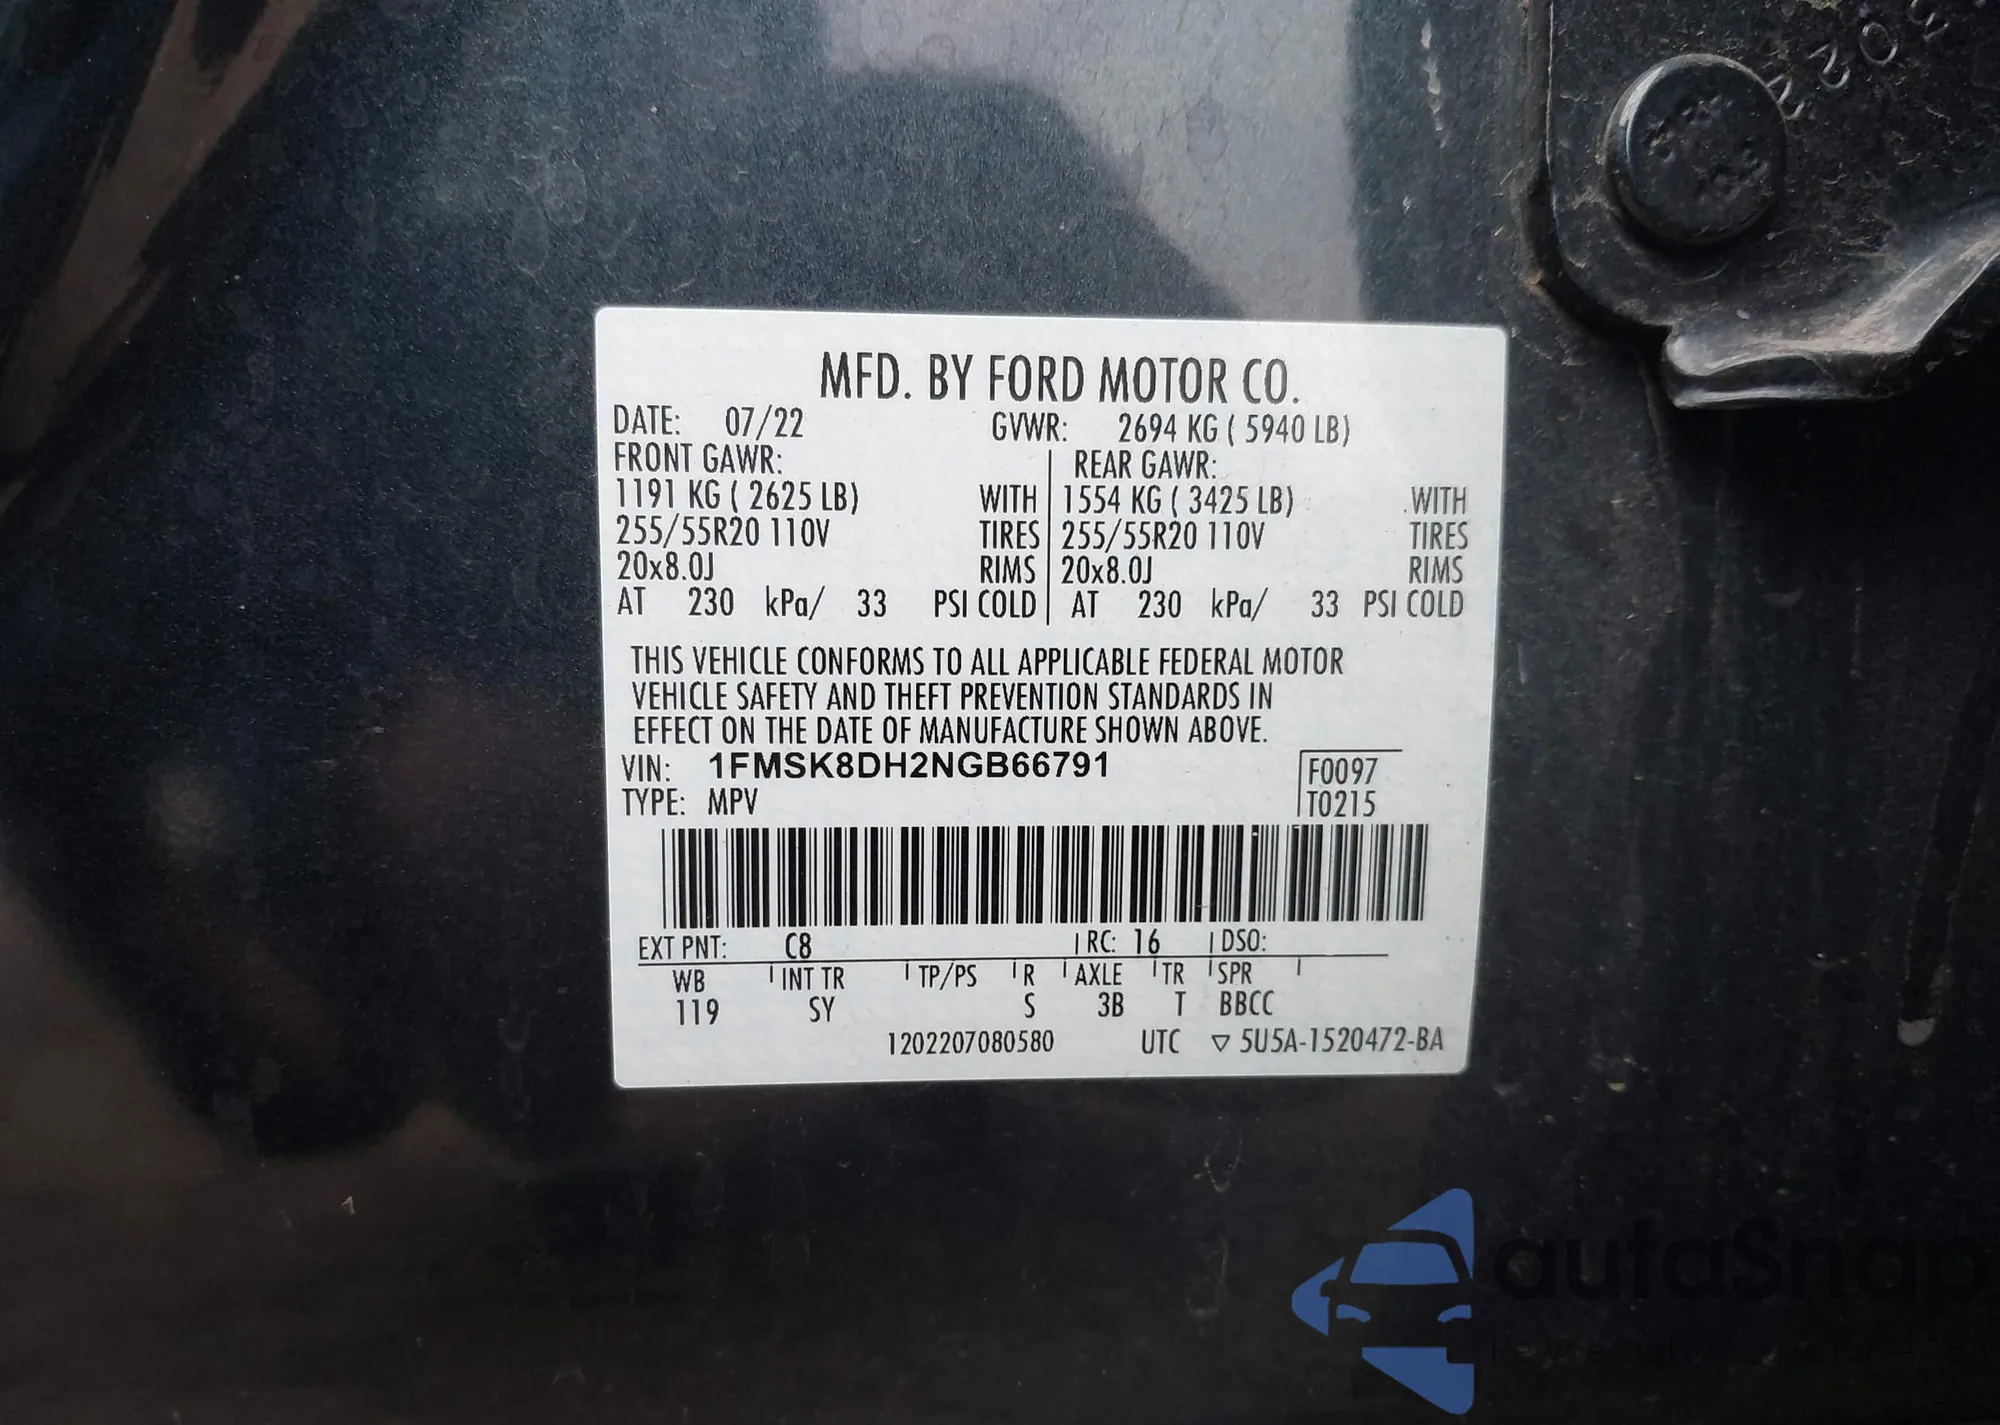 MFD. BY FORD MOTOR CO.
DATE: 07/22 GVWR: 2694 KG ( 5940 LB)
FRONT GAWR: REAR GAWR:
1191 KG ( 2625 LB) WITH 1554 KG ( 3425 LB) WITH
255/55R20 110V TIRES 255/55R20 110V TIRES
20x8.0J RIMS 20x8.0J RIMS
AT 230 kPa/ 33 PSI COLD AT 230 kPa/ 33 PSI COLD
THIS VEHICLE CONFORMS TO ALL APPLICABLE FEDERAL MOTOR
VEHICLE SAFETY AND THEFT PREVENTION STANDARDS IN
EFFECT ON THE DATE OF MANUFACTURE SHOWN ABOVE.
VIN: 1FMSK8DH2NGB66791 F0097
TYPE: MPV T0215
EXT PNT: C8 RC: 16 DSO:
WB INT TR TP/PS R AXLE TR SPR
119 SY S 3B T BBCC
1202207080580 UTC ▽ 5U5A-1520472-BA
autoSnap